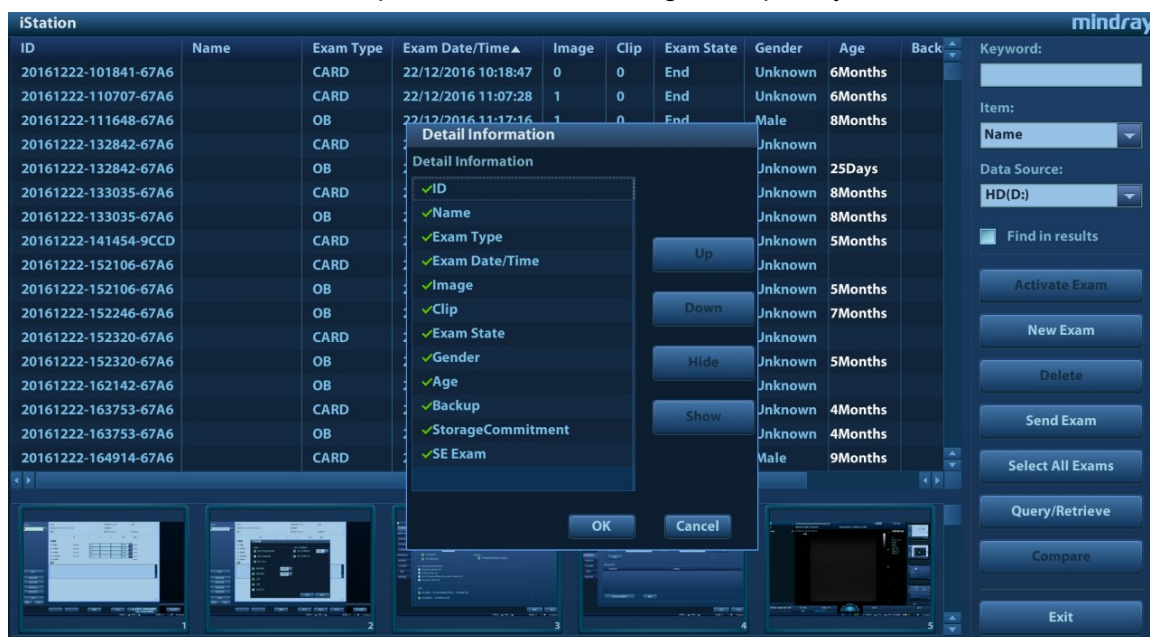 iStation mindray
ID Name Exam Type Exam Date/Time▲ Image Clip Exam State Gender Age Back
20161222-101841-67A6 CARD 22/12/2016 10:18:47 0 0 End Unknown 6Months
20161222-110707-67A6 CARD 22/12/2016 11:07:28 1 0 End Unknown 6Months
20161222-111648-67A6 OB 22/12/2016 11:17:16 1 0 End Male 8Months
20161222-132842-67A6 CARD Unknown
20161222-132842-67A6 OB Unknown 25Days
20161222-133035-67A6 CARD Unknown 8Months
20161222-133035-67A6 OB Unknown 8Months
20161222-141454-9CCD CARD Unknown 5Months
20161222-152106-67A6 CARD Unknown
20161222-152106-67A6 OB Unknown 5Months
20161222-152246-67A6 OB Unknown 7Months
20161222-152320-67A6 CARD Unknown
20161222-152320-67A6 OB Unknown 5Months
20161222-162142-67A6 OB Unknown
20161222-163753-67A6 CARD Unknown 4Months
20161222-163753-67A6 OB Unknown 4Months
20161222-164914-67A6 CARD Male 9Months
Detail Information
Detail Information
ID
Name
Exam Type
Exam Date/Time
Image
Clip
Exam State
Gender
Age
Backup
StorageCommitment
SE Exam
Up
Down
Hide
Show
OK Cancel
Keyword:
Item:
Name
Data Source:
HD(D:)
Find in results
Activate Exam
New Exam
Delete
Send Exam
Select All Exams
Query/Retrieve
Compare
Exit
1 2 3 4 5